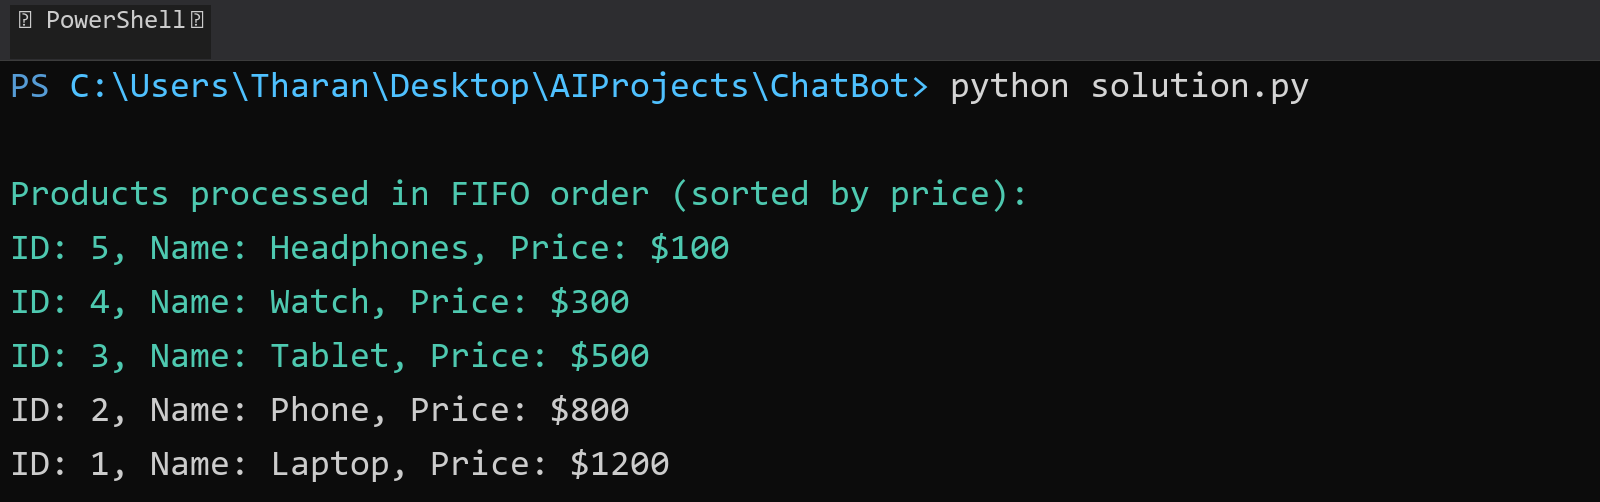 PowerShell
PS C:\Users\Tharan\Desktop\AIProjects\ChatBot> python solution.py
Products processed in FIFO order (sorted by price):
ID: 5, Name: Headphones, Price: $100
ID: 4, Name: Watch, Price: $300
ID: 3, Name: Tablet, Price: $500
ID: 2, Name: Phone, Price: $800
ID: 1, Name: Laptop, Price: $1200